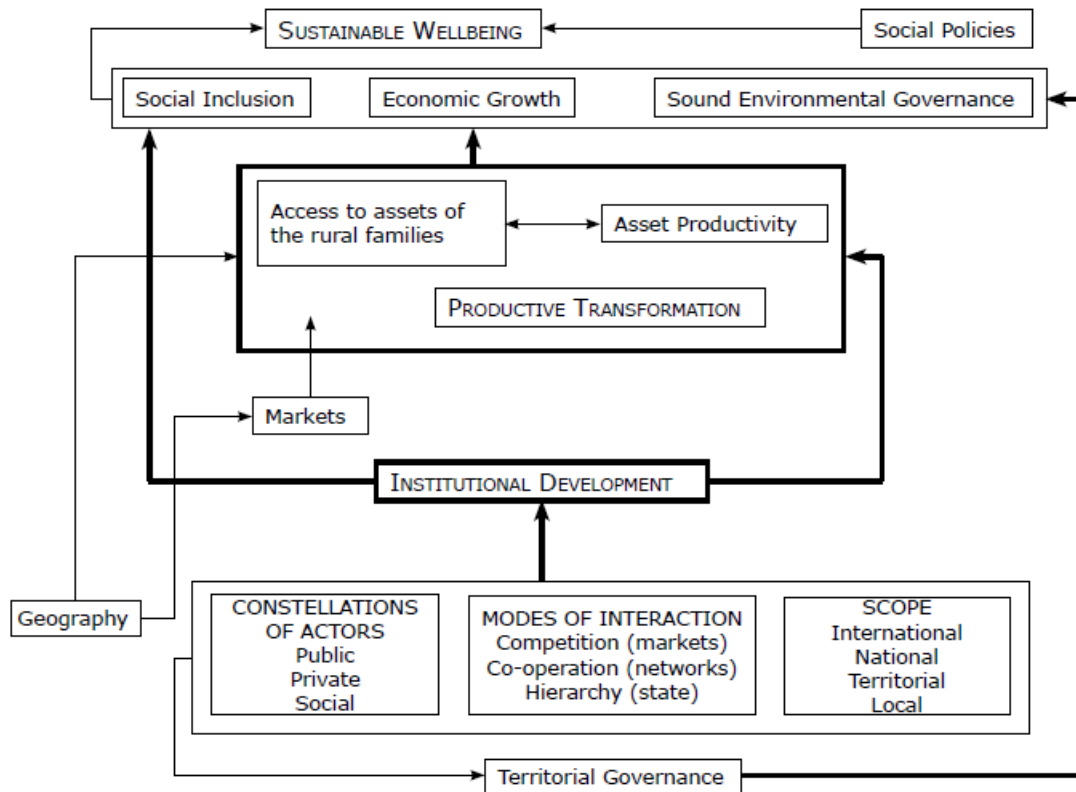 SUSTAINABLE WELLBEING
Social Policies
Social Inclusion
Economic Growth
Sound Environmental Governance
Access to assets of
the rural families
Asset Productivity
PRODUCTIVE TRANSFORMATION
Markets
INSTITUTIONAL DEVELOPMENT
Geography
CONSTELLATIONS
OF ACTORS
Public
Private
Social
MODES OF INTERACTION
Competition (markets)
Co-operation (networks)
Hierarchy (state)
SCOPE
International
National
Territorial
Local
Territorial Governance